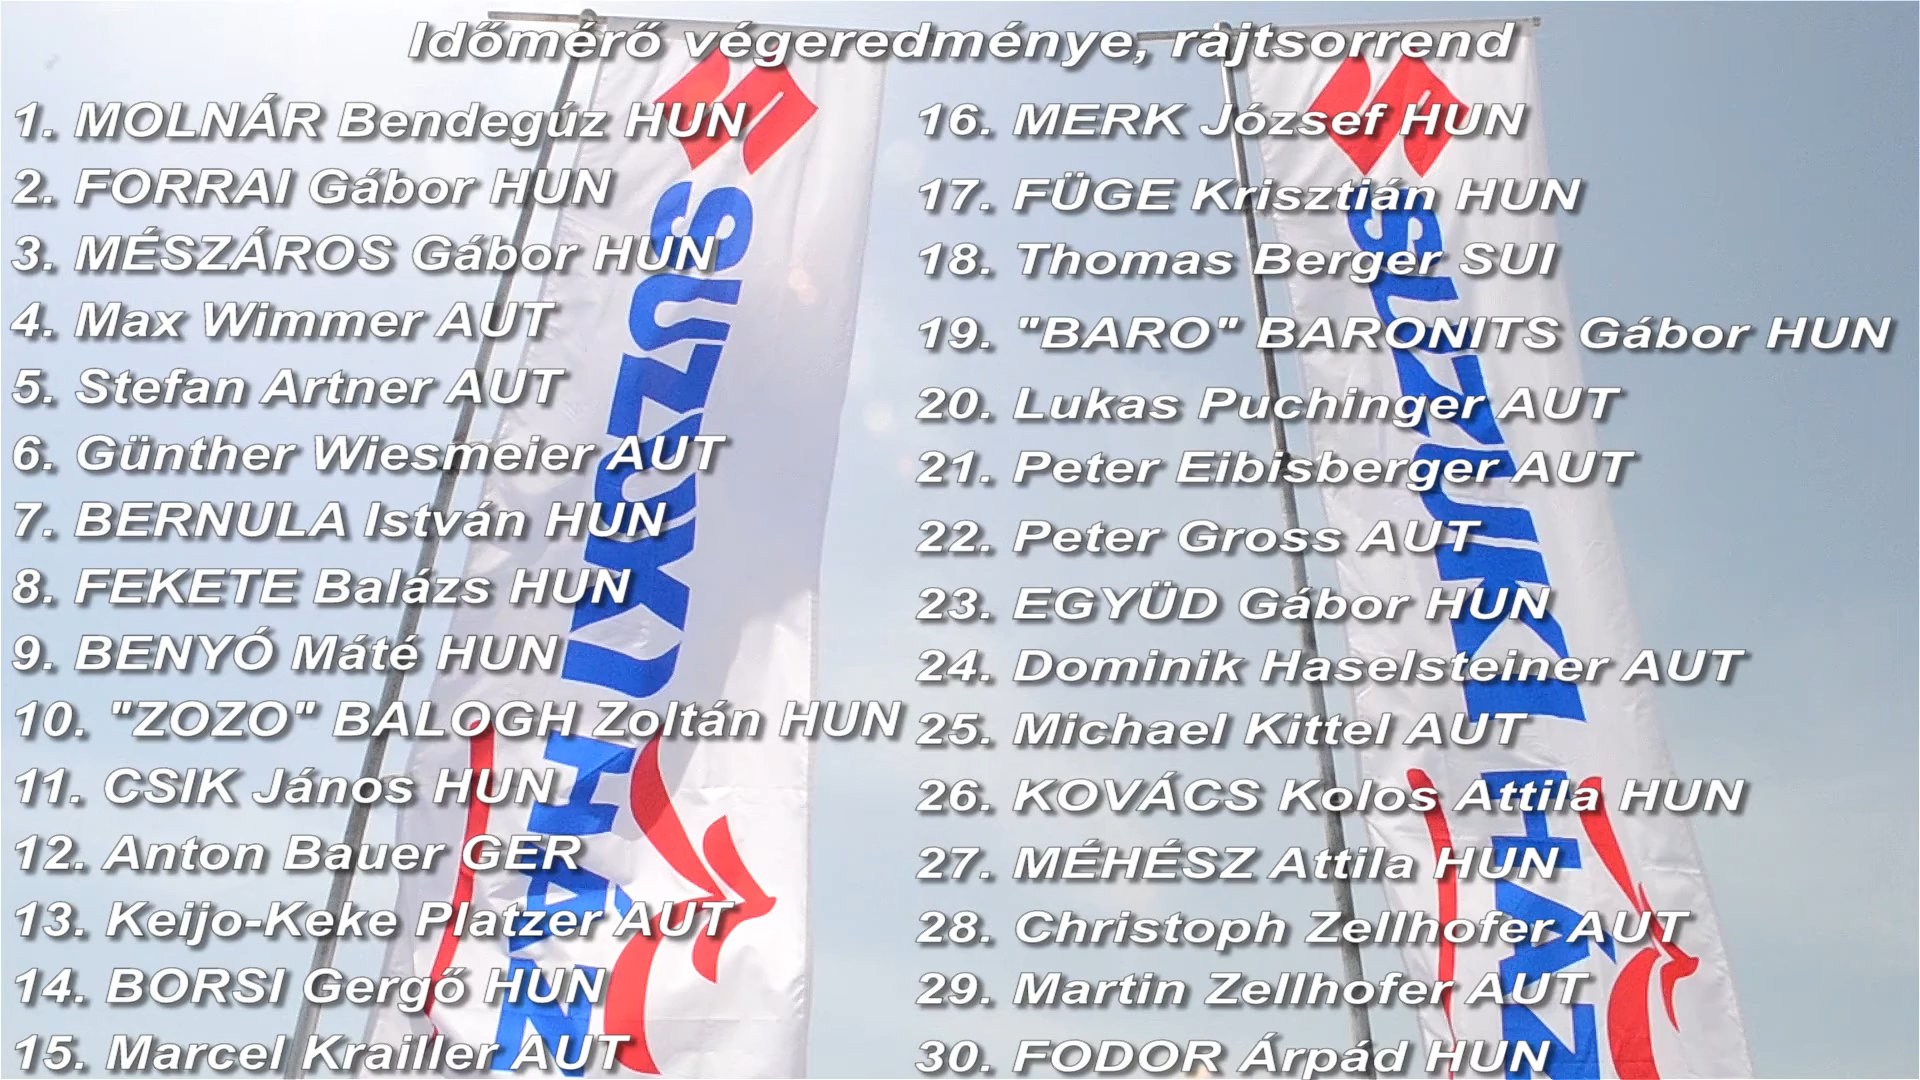 Időmérő végeredménye, rajtsorrend
1. MOLNÁR Bendegúz HUN
2. FORRAI Gábor HUN
3. MÉSZÁROS Gábor HUN
4. Max Wimmer AUT
5. Stefan Artner AUT
6. Günther Wiesmeier AUT
7. BERNULA István HUN
8. FEKETE Balázs HUN
9. BENYÓ Máté HUN
10. "ZOZO" BALOGH Zoltán HUN
11. CSIK János HUN
12. Anton Bauer GER
13. Keijo-Keke Platzer AUT
14. BORSI Gergő HUN
15. Marcel Krailler AUT
16. MERK József HUN
17. FÜGE Krisztián HUN
18. Thomas Berger SUI
19. "BARO" BARONITS Gábor HUN
20. Lukas Puchinger AUT
21. Peter Eibisberger AUT
22. Peter Gross AUT
23. EGYÜD Gábor HUN
24. Dominik Haselsteiner AUT
25. Michael Kittel AUT
26. KOVÁCS Kolos Attila HUN
27. MÉHÉSZ Attila HUN
28. Christoph Zellhofer AUT
29. Martin Zellhofer AUT
30. FODOR Árpád HUN
SUZUKI HÁZ
SUZUKI HÁZ